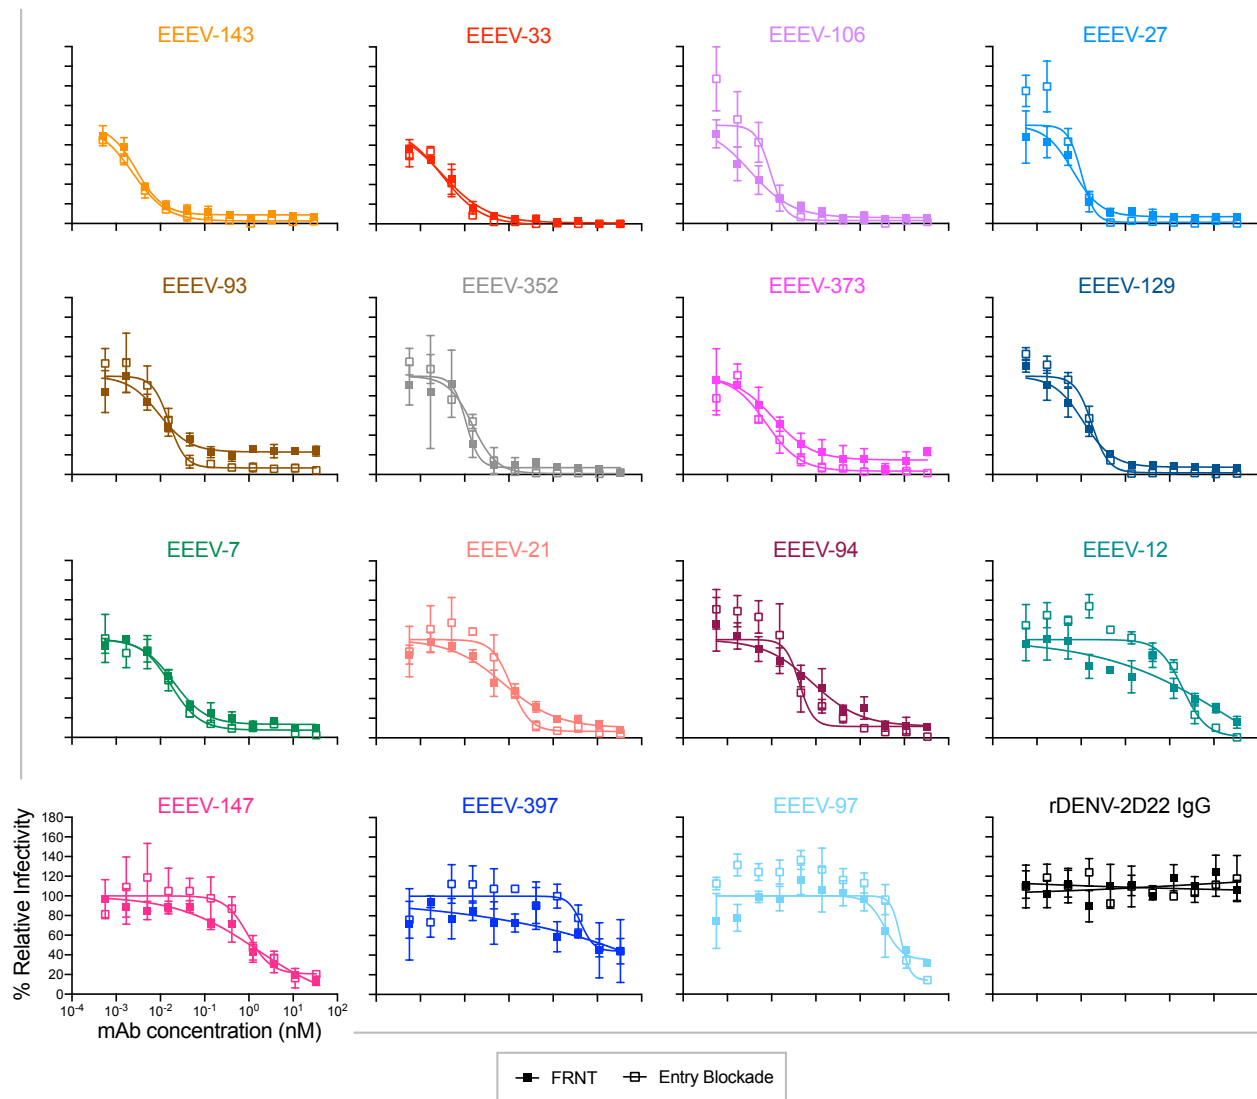 EEEV-143 EEEV-33 EEEV-106 EEEV-27
EEEV-93 EEEV-352 EEEV-373 EEEV-129
EEEV-7 EEEV-21 EEEV-94 EEEV-12
EEEV-147 EEEV-397 EEEV-97 rDENV-2D22 IgG
% Relative Infectivity
180
160
140
120
100
80
60
40
20
0
10⁻⁴ 10⁻³ 10⁻² 10⁻¹ 10⁰ 10¹ 10²
mAb concentration (nM)
FRNT Entry Blockade